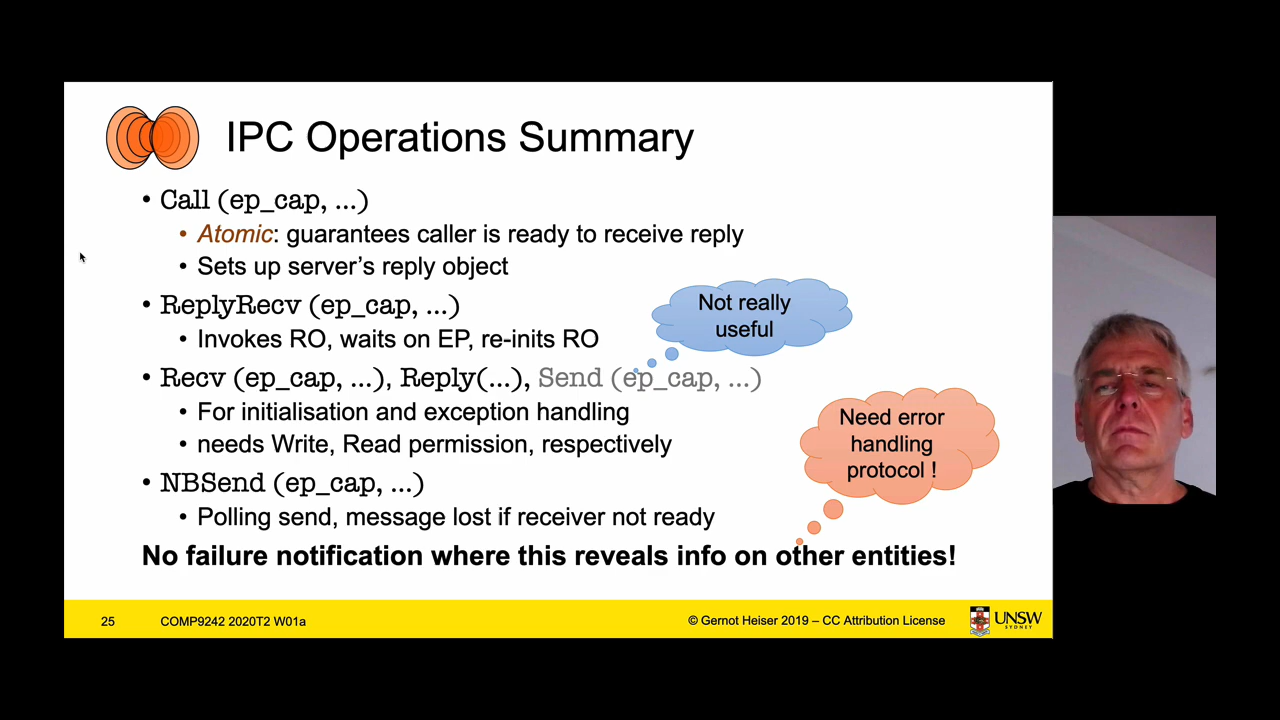 IPC Operations Summary
• Call (ep_cap, ...)
• Atomic: guarantees caller is ready to receive reply
• Sets up server’s reply object
• ReplyRecv (ep_cap, ...)
• Invokes RO, waits on EP, re-inits RO
Not really
useful
• Recv (ep_cap, ...), Reply(...), Send (ep_cap, ...)
• For initialisation and exception handling
• needs Write, Read permission, respectively
Need error
handling
protocol !
• NBSend (ep_cap, ...)
• Polling send, message lost if receiver not ready
No failure notification where this reveals info on other entities!
25 COMP9242 2020T2 W01a © Gernot Heiser 2019 – CC Attribution License
UNSW
SYDNEY